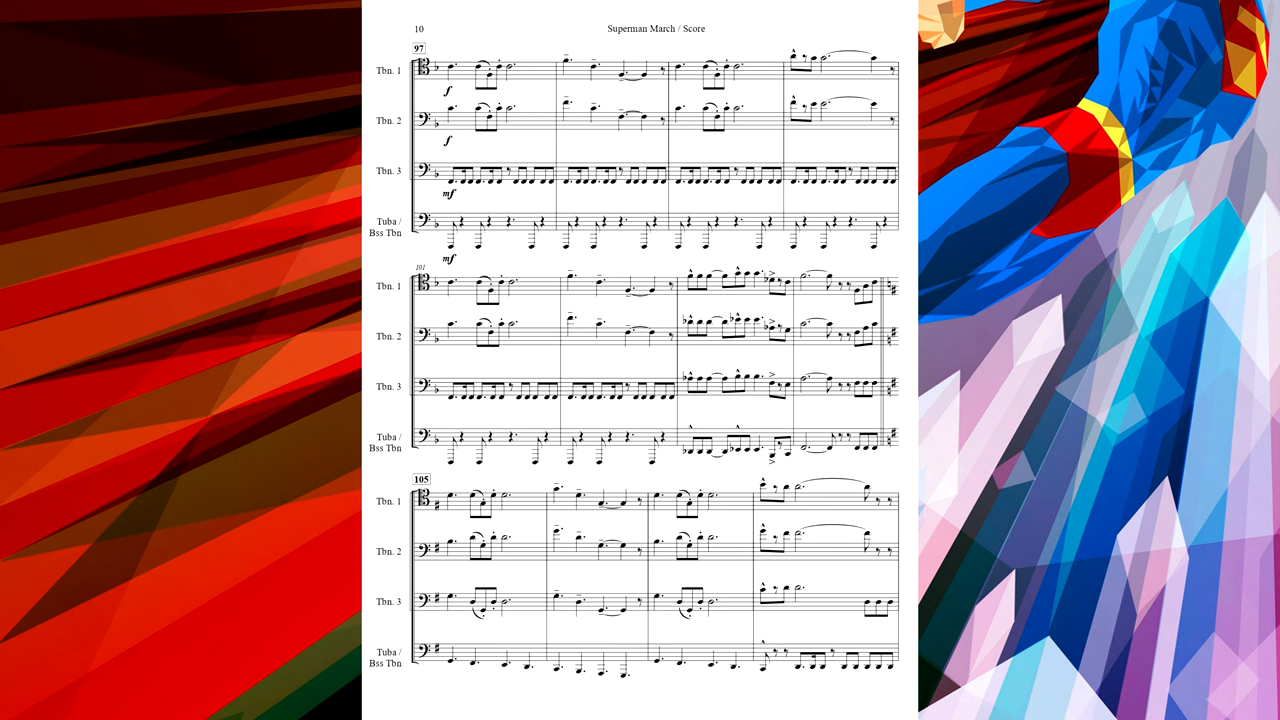 10
Superman March / Score
97
Tbn. 1
f
Tbn. 2
f
Tbn. 3
mf
Tuba /
Bss Tbn
mf
101
Tbn. 1
Tbn. 2
Tbn. 3
Tuba /
Bss Tbn
105
Tbn. 1
Tbn. 2
Tbn. 3
Tuba /
Bss Tbn